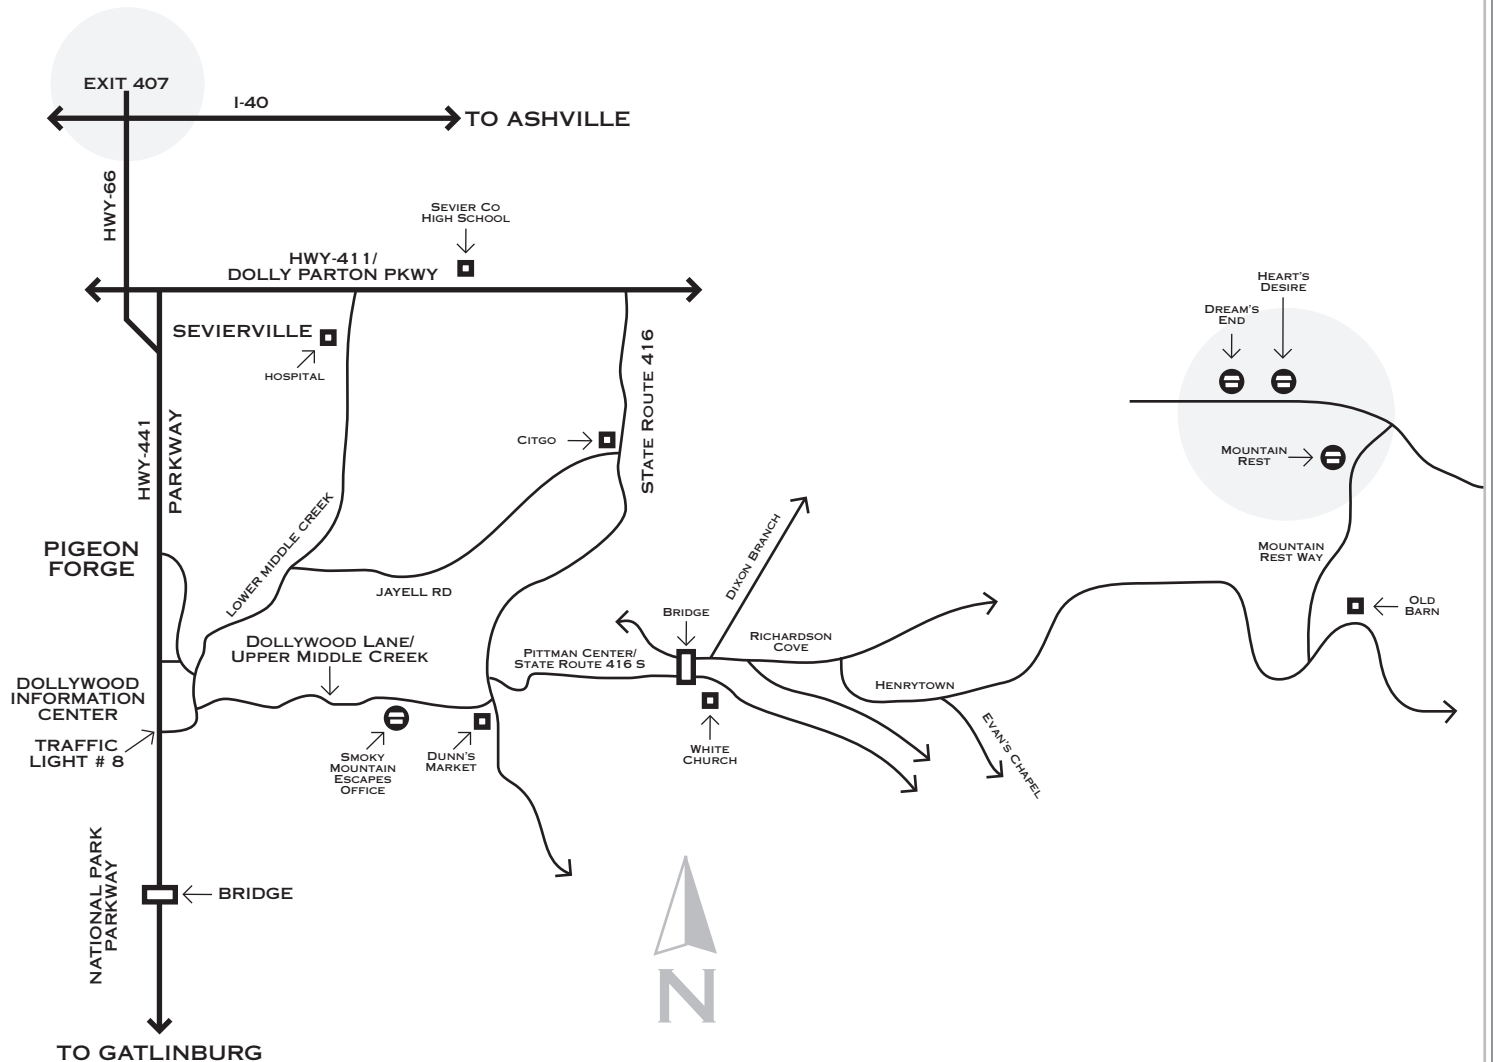 EXIT 407
I-40
TO ASHVILLE
HWY-66
SEVIER CO
HIGH SCHOOL
HWY-411/
DOLLY PARTON PKWY
HEART'S
DESIRE
DREAM'S
END
SEVIERVILLE
HOSPITAL
STATE ROUTE 416
HWY-441
PARKWAY
CITGO
MOUNTAIN
REST
LOWER MIDDLE CREEK
DIXON BRANCH
PIGEON
FORGE
MOUNTAIN
REST WAY
JAYELL RD
OLD
BARN
BRIDGE
DOLLYWOOD LANE/
UPPER MIDDLE CREEK
RICHARDSON
COVE
PITTMAN CENTER/
STATE ROUTE 416 S
HENRYTOWN
DOLLYWOOD
INFORMATION
CENTER
EVAN'S CHAPEL
TRAFFIC
LIGHT # 8
SMOKY
MOUNTAIN
ESCAPES
OFFICE
DUNN'S
MARKET
WHITE
CHURCH
NATIONAL PARK
PARKWAY
BRIDGE
N
TO GATLINBURG